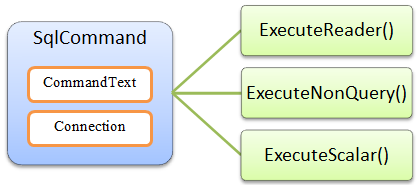 SqlCommand
CommandText
Connection
ExecuteReader()
ExecuteNonQuery()
ExecuteScalar()